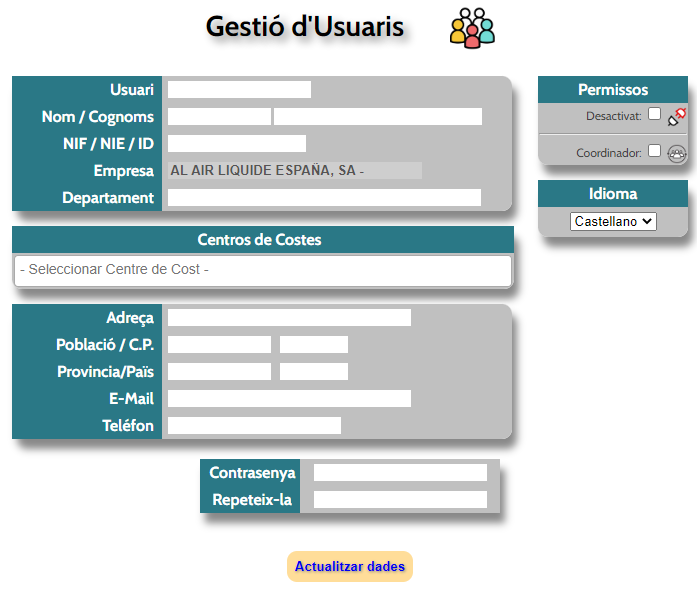 Gestió d'Usuaris
Usuari
Nom / Cognoms
NIF / NIE / ID
Empresa AL AIR LIQUIDE ESPAÑA, SA -
Departament
Permissos
Desactivat:
Coordinador:
Idioma
Castellano
Centros de Costes
- Seleccionar Centre de Cost -
Adreça
Població / C.P.
Provincia/Païs
E-Mail
Teléfon
Contrasenya
Repeteix-la
Actualitzar dades